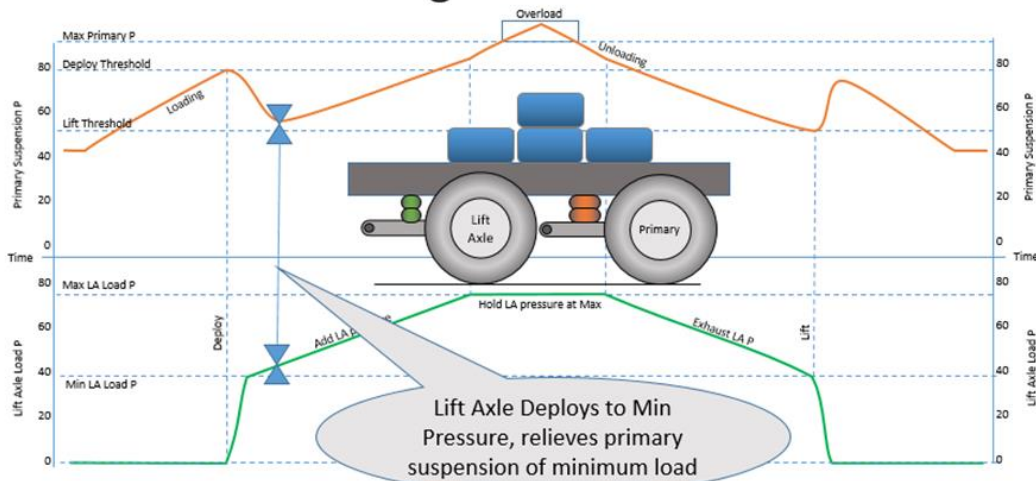 Overload
Max Primary P
Unloading
Deploy Threshold
Loading
Lift Threshold
Primary Suspension P
80
60
40
20
0
Primary Suspension P
80
60
40
20
0
Lift
Axle
Primary
Time
Time
Max LA Load P
Hold LA pressure at Max
Deploy
Add LA
Exhaust LA P
Lift
Min LA Load P
Lift Axle Load P
80
60
40
20
0
Lift Axle Load P
80
60
40
20
0
Lift Axle Deploys to Min
Pressure, relieves primary
suspension of minimum load